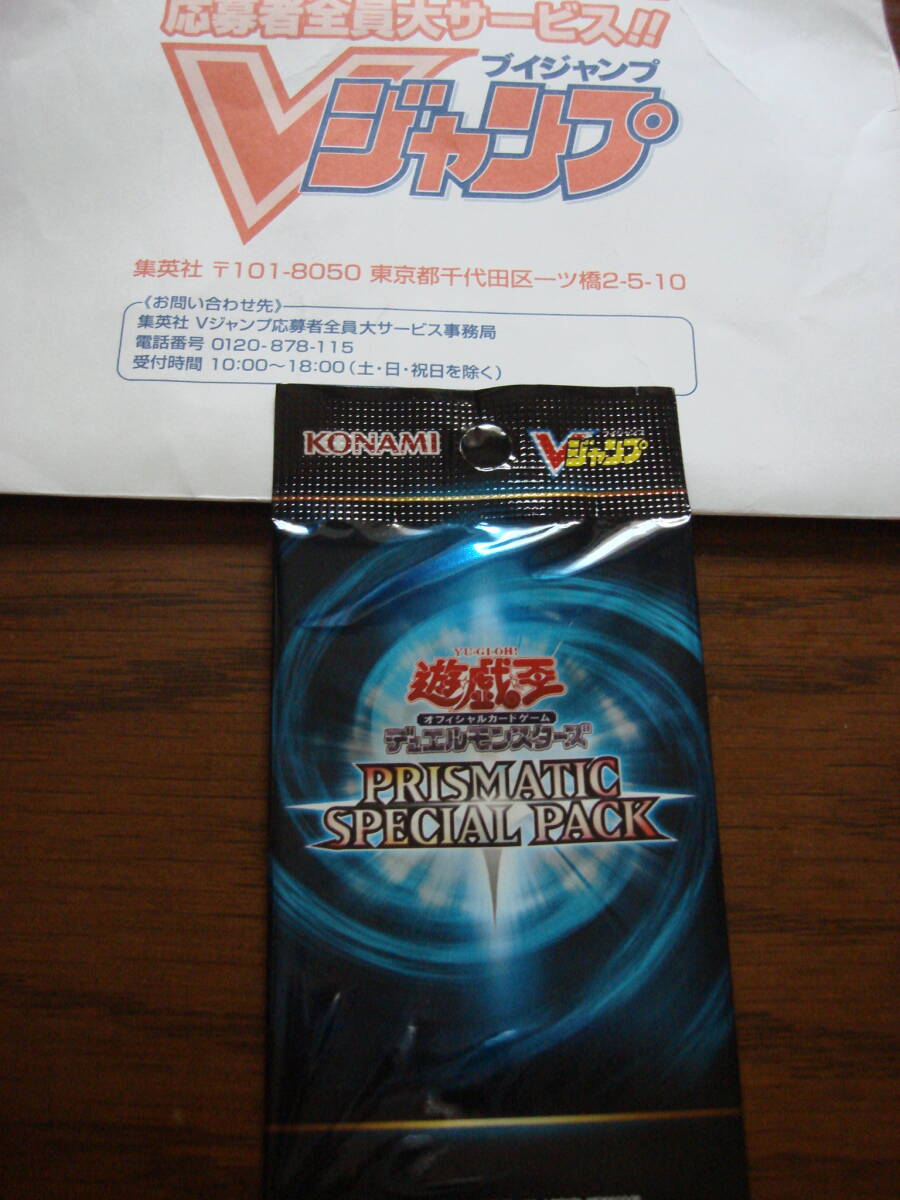 応募者全員大サービス!!
ブイジャンプ
Vジャンプ
集英社 〒101-8050 東京都千代田区一ツ橋2-5-10
《お問い合わせ先》
集英社 Vジャンプ応募者全員大サービス事務局
電話番号 0120-878-115
受付時間 10:00〜18:00(土・日・祝日を除く)
KONAMI
Vジャンプ
YU-GI-OH!
遊戯王
オフィシャルカードゲーム
デュエルモンスターズ
PRISMATIC
SPECIAL PACK